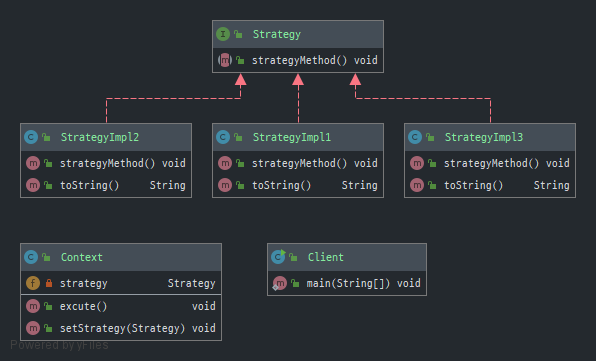 Strategy
strategyMethod() void
StrategyImpl2
strategyMethod() void
toString() String
StrategyImpl1
strategyMethod() void
toString() String
StrategyImpl3
strategyMethod() void
toString() String
Context
strategy Strategy
excute() void
setStrategy(Strategy) void
Client
main(String[]) void
Powered by yFiles